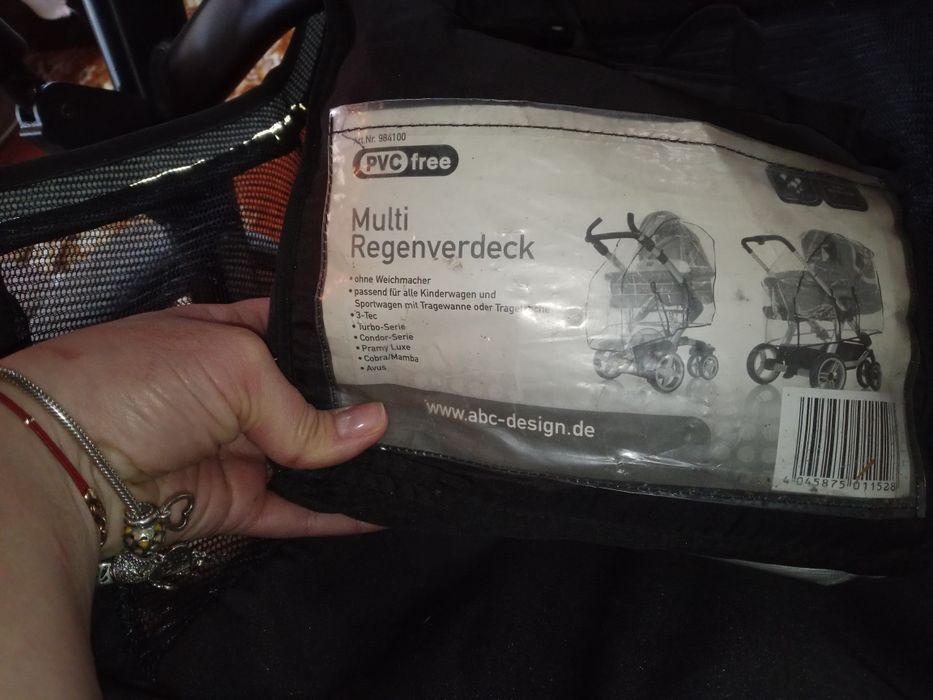 Art.Nr. 984100
PVC free
Multi
Regenverdeck
• ohne Weichmacher
• passend für alle Kinderwagen und
Sportwagen mit Tragewanne oder Tragetasche
• 3-Tec
• Turbo-Serie
• Condor-Serie
• Pramy Luxe
• Cobra/Mamba
• Avus
www.abc-design.de
4 045875 011528